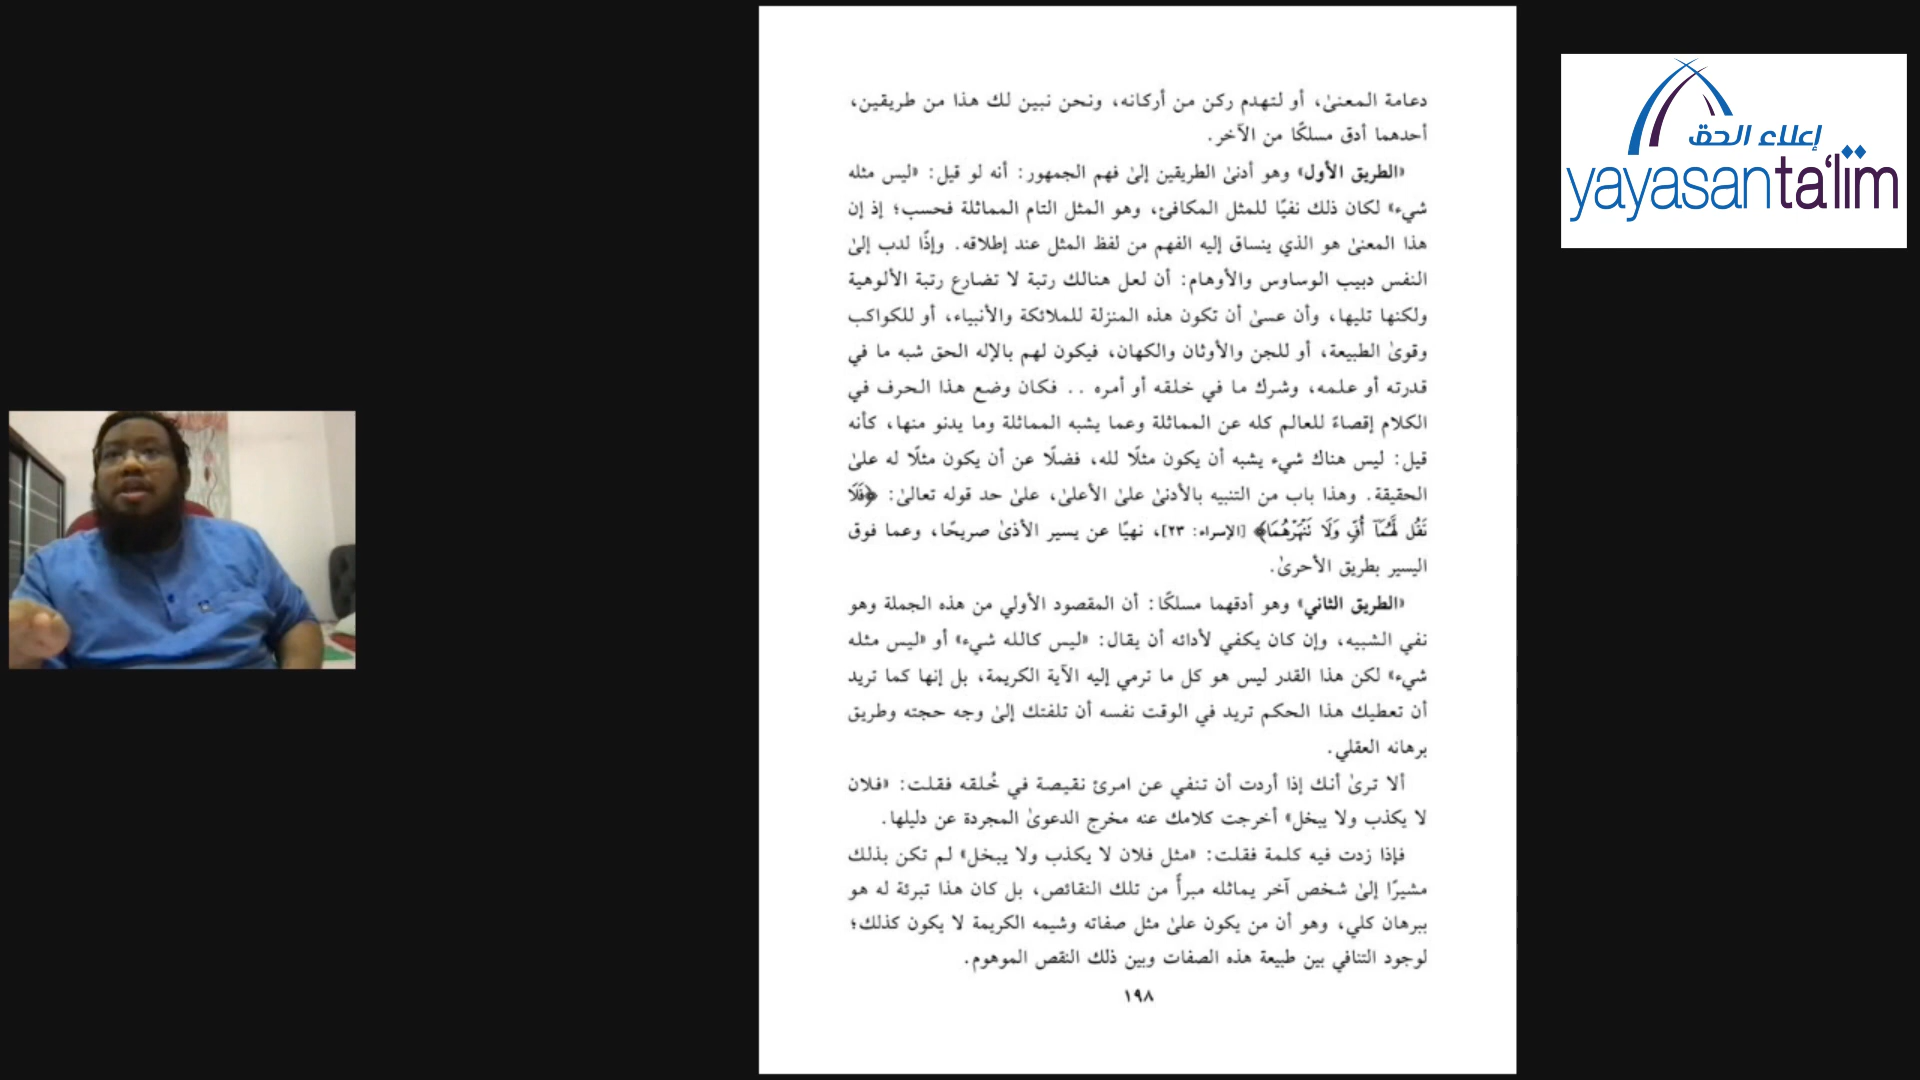 دعامة المعنىٰ، أو لتهدم ركن من أركانه، ونحن نبين لك هذا من طريقين،
أحدهما أدق مسلكًا من الآخر.
«الطريق الأول» وهو أدنىٰ الطريقين إلىٰ فهم الجمهور: أنه لو قيل: «ليس مثله
شيء» لكان ذلك نفيًا للمثل المكافئ، وهو المثل التام المماثلة فحسب؛ إذ إن
هذا المعنىٰ هو الذي ينساق إليه الفهم من لفظ المثل عند إطلاقه. وإذًا لدب إلىٰ
النفس دبيب الوساوس والأوهام: أن لعل هنالك رتبة لا تضارع رتبة الألوهية
ولكنها تليها، وأن عسىٰ أن تكون هذه المنزلة للملائكة والأنبياء، أو للكواكب
وقوىٰ الطبيعة، أو للجن والأوثان والكهان، فيكون لهم بالإله الحق شبه ما في
قدرته أو علمه، وشرك ما في خلقه أو أمره .. فكان وضع هذا الحرف في
الكلام إقصاءً للعالم كله عن المماثلة وعما يشبه المماثلة وما يدنو منها، كأنه
قيل: ليس هناك شيء يشبه أن يكون مثلًا لله، فضلًا عن أن يكون مثلًا له علىٰ
الحقيقة. وهذا باب من التنبيه بالأدنىٰ علىٰ الأعلىٰ، علىٰ حد قوله تعالىٰ: ﴿فَلَا
تَقُل لَّهُمَآ أُفٍّ وَلَا تَنْهَرْهُمَا﴾ [الإسراء: ٢٣]، نهيًا عن يسير الأذىٰ صريحًا، وعما فوق
اليسير بطريق الأحرىٰ.
«الطريق الثاني» وهو أدقهما مسلكًا: أن المقصود الأولي من هذه الجملة وهو
نفي الشبيه، وإن كان يكفي لأدائه أن يقال: «ليس كالله شيء» أو «ليس مثله
شيء» لكن هذا القدر ليس هو كل ما ترمي إليه الآية الكريمة، بل إنها كما تريد
أن تعطيك هذا الحكم تريد في الوقت نفسه أن تلفتك إلىٰ وجه حجته وطريق
برهانه العقلي.
ألا ترىٰ أنك إذا أردت أن تنفي عن امرئ نقيصة في خُلقه فقلت: «فلان
لا يكذب ولا يبخل» أخرجت كلامك عنه مخرج الدعوىٰ المجردة عن دليلها.
فإذا زدت فيه كلمة فقلت: «مثل فلان لا يكذب ولا يبخل» لم تكن بذلك
مشيرًا إلىٰ شخص آخر يماثله مبرأً من تلك النقائص، بل كان هذا تبرئة له هو
ببرهان كلي، وهو أن من يكون علىٰ مثل صفاته وشيمه الكريمة لا يكون كذلك؛
لوجود التنافي بين طبيعة هذه الصفات وبين ذلك النقص الموهوم.
١٩٨
إعلاء الحق
yayasanta'lim